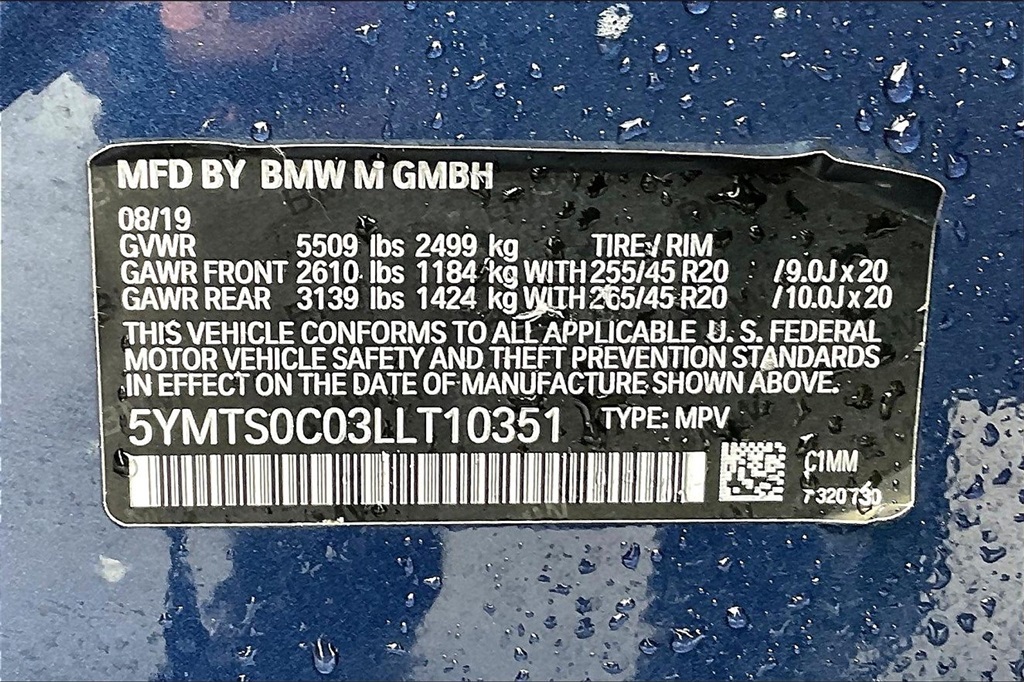 MFD BY BMW M GMBH
08/19
GVWR 5509 lbs 2499 kg TIRE / RIM
GAWR FRONT 2610 lbs 1184 kg WITH 255/45 R20 / 9.0J x 20
GAWR REAR 3139 lbs 1424 kg WITH 265/45 R20 / 10.0J x 20
THIS VEHICLE CONFORMS TO ALL APPLICABLE U. S. FEDERAL
MOTOR VEHICLE SAFETY AND THEFT PREVENTION STANDARDS
IN EFFECT ON THE DATE OF MANUFACTURE SHOWN ABOVE.
5YMTS0C03LLT10351 TYPE: MPV
C1MM
7 320 730